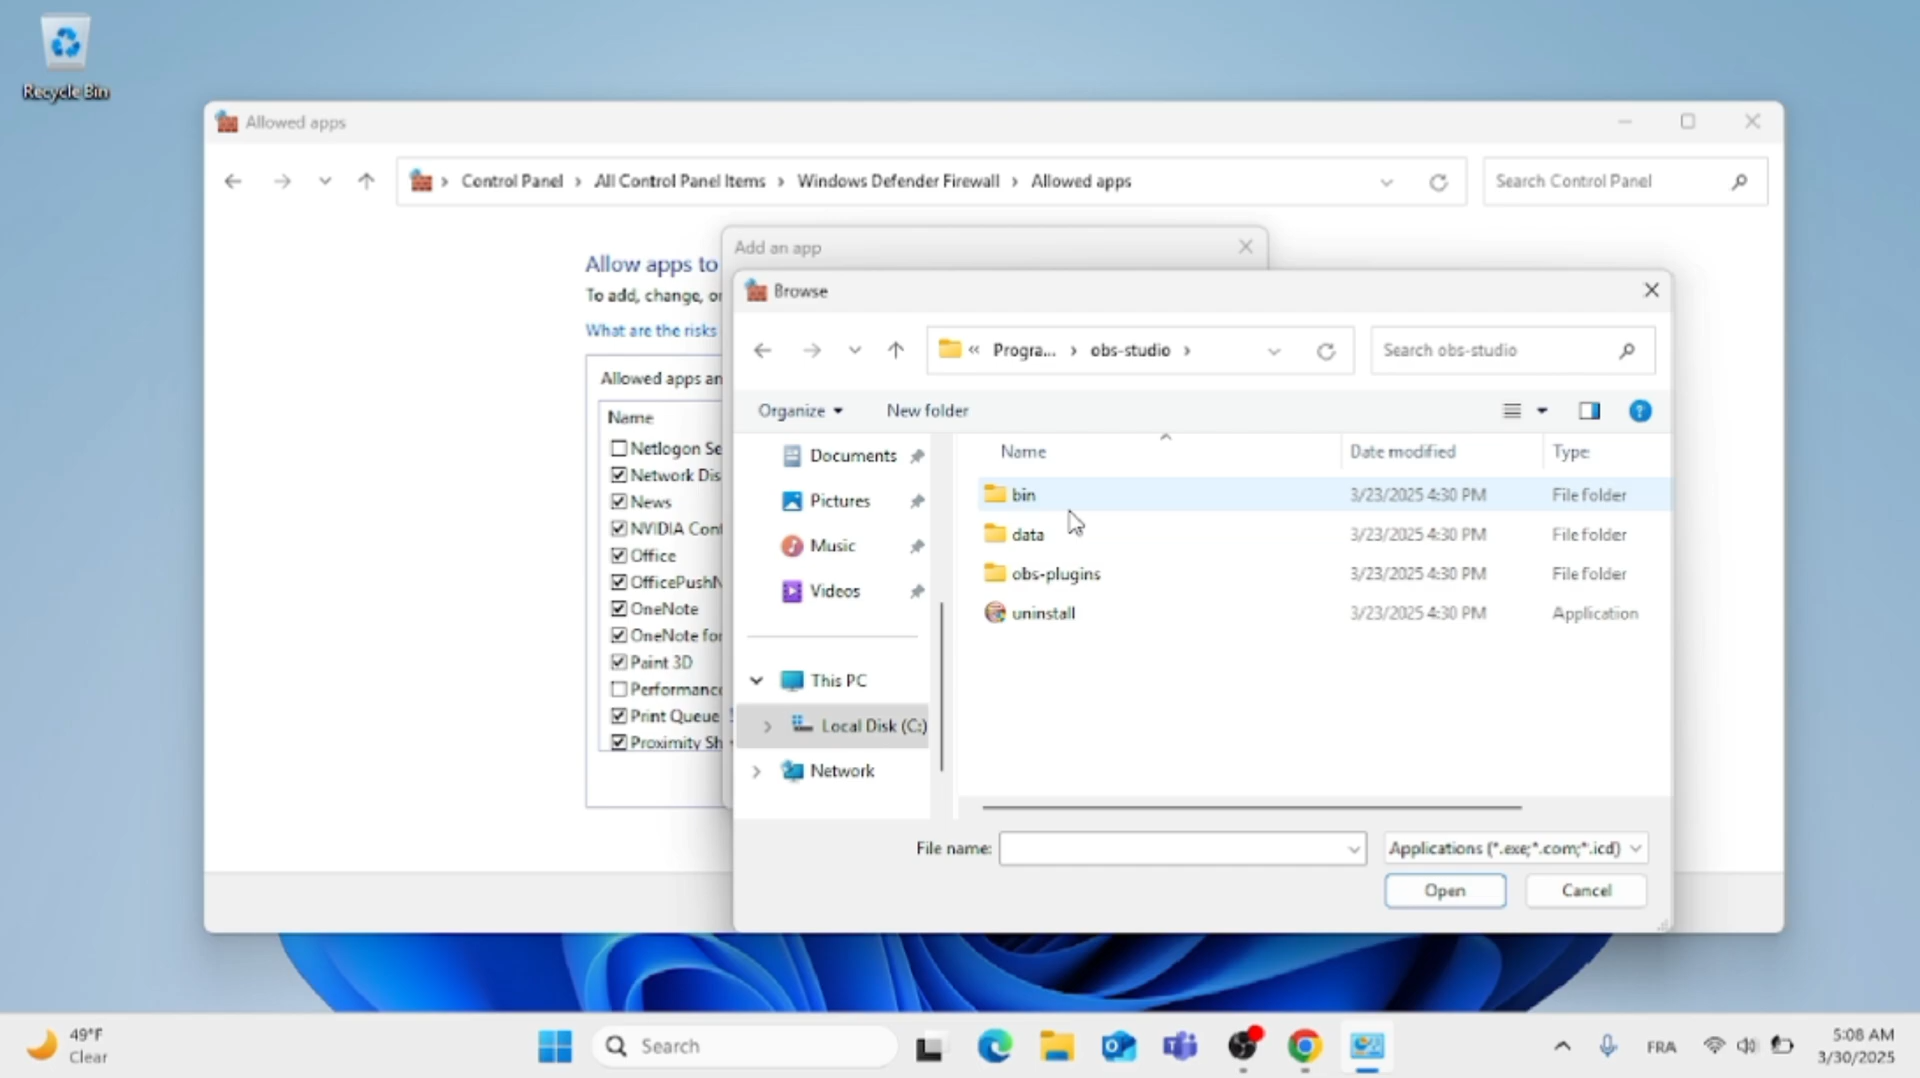 Recycle Bin
Allowed apps
Control Panel › All Control Panel Items › Windows Defender Firewall › Allowed apps
Search Control Panel
Allow apps to
To add, change, or
What are the risks
Allowed apps an
Name
Netlogon Se
Network Dis
News
NVIDIA Cont
Office
OfficePushN
OneNote
OneNote for
Paint 3D
Performance
Print Queue
Proximity Sh
Add an app
Browse
« Progra... › obs-studio ›
Search obs-studio
Organize
New folder
Documents
Pictures
Music
Videos
This PC
Local Disk (C:)
Network
Name Date modified Type
bin 3/23/2025 4:30 PM File folder
data 3/23/2025 4:30 PM File folder
obs-plugins 3/23/2025 4:30 PM File folder
uninstall 3/23/2025 4:30 PM Application
File name:
Applications (*.exe;*.com;*.icd)
Open
Cancel
49°F
Clear
Search
FRA
5:08 AM
3/30/2025